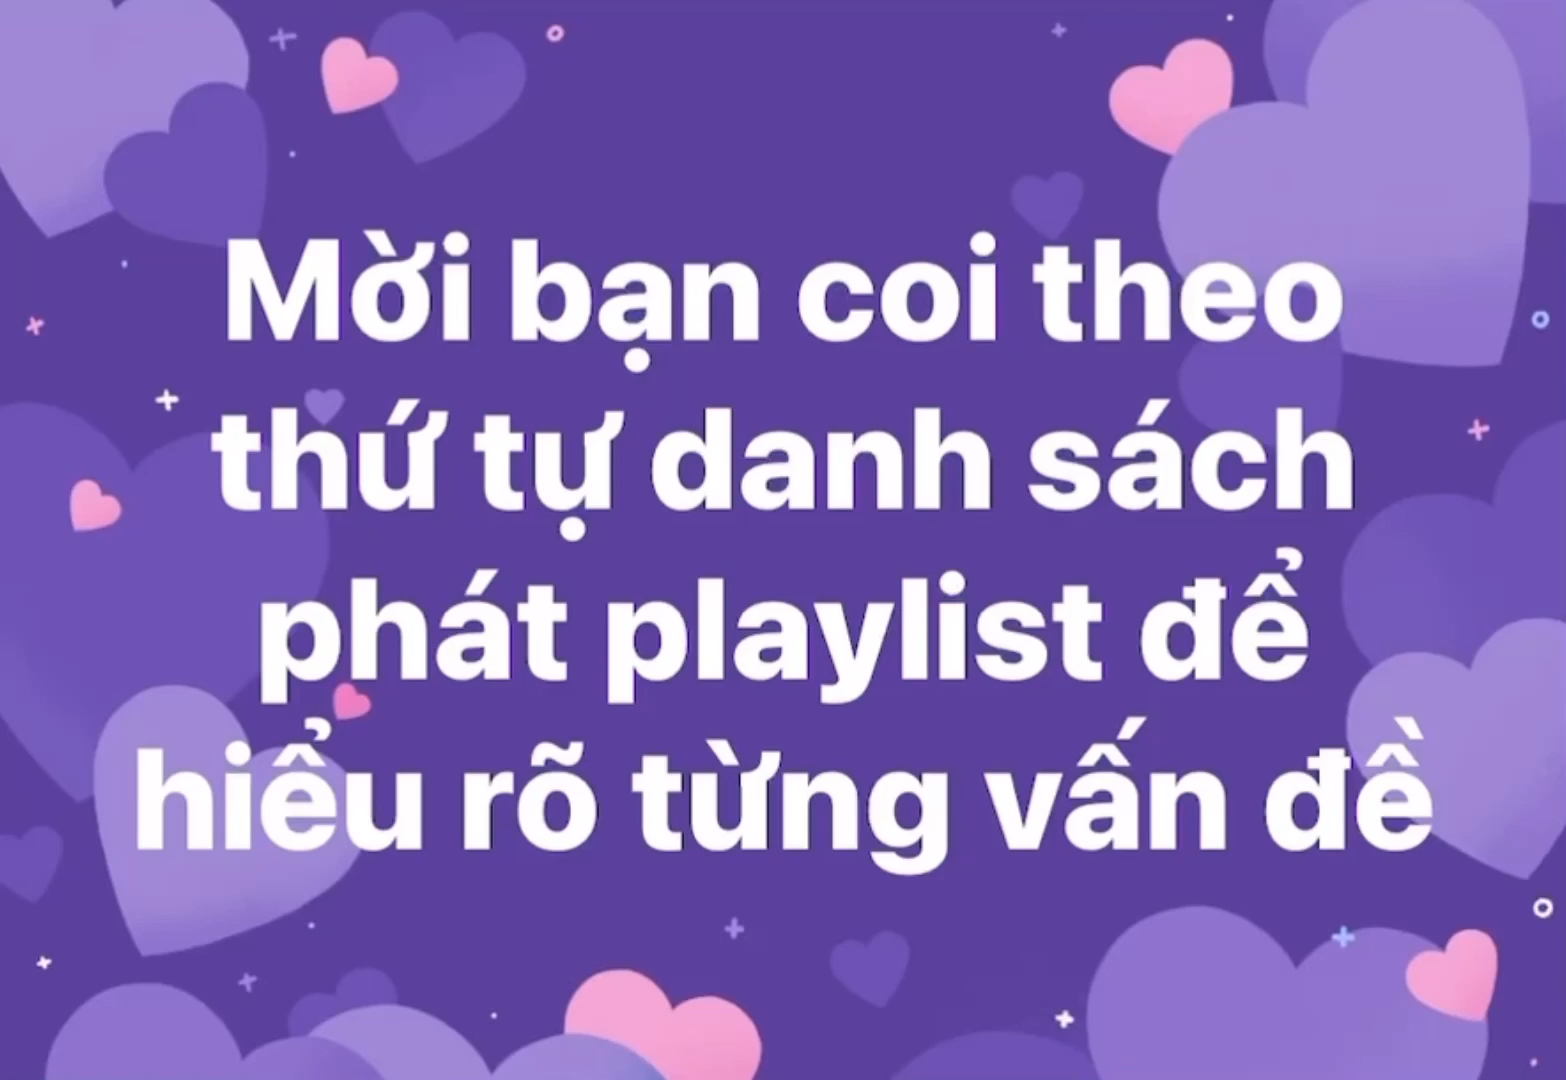 Mời bạn coi theo
thứ tự danh sách
phát playlist để
hiểu rõ từng vấn đề